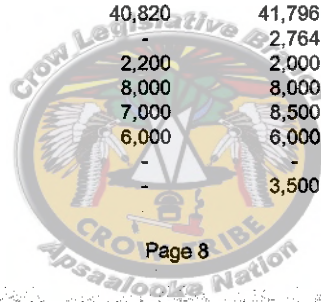 40,820 41,796
- 2,764
2,200 2,000
8,000 8,000
7,000 8,500
6,000 6,000
- -
- 3,500
Page 8
Crow Legislative Branch
CROW TRIBE
Apsaalooke Nation